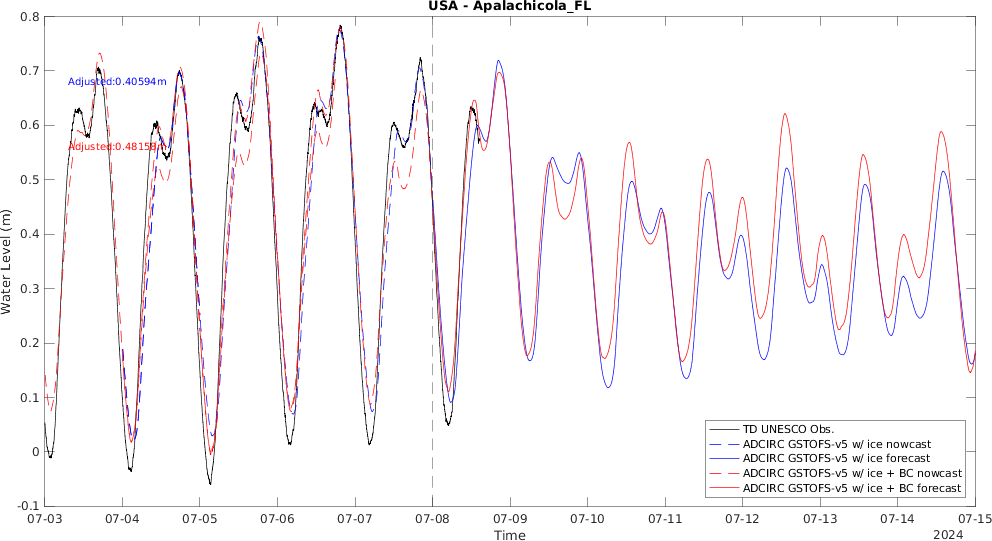 USA - Apalachicola_FL
0.8
0.7
0.6
0.5
0.4
0.3
0.2
0.1
0
-0.1
Water Level (m)
Adjusted:0.40594m
Adjusted:0.48159m
TD UNESCO Obs.
ADCIRC GSTOFS-v5 w/ ice nowcast
ADCIRC GSTOFS-v5 w/ ice forecast
ADCIRC GSTOFS-v5 w/ ice + BC nowcast
ADCIRC GSTOFS-v5 w/ ice + BC forecast
07-03 07-04 07-05 07-06 07-07 07-08 07-09 07-10 07-11 07-12 07-13 07-14 07-15
Time
2024